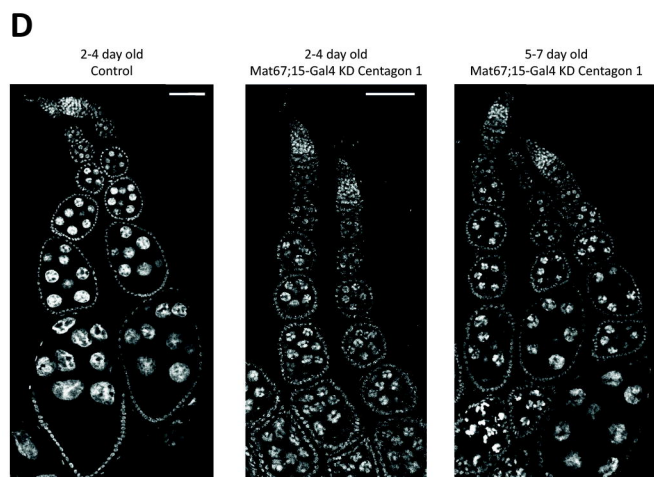 D
2-4 day old
Control
2-4 day old
Mat67;15-Gal4 KD Centagon 1
5-7 day old
Mat67;15-Gal4 KD Centagon 1